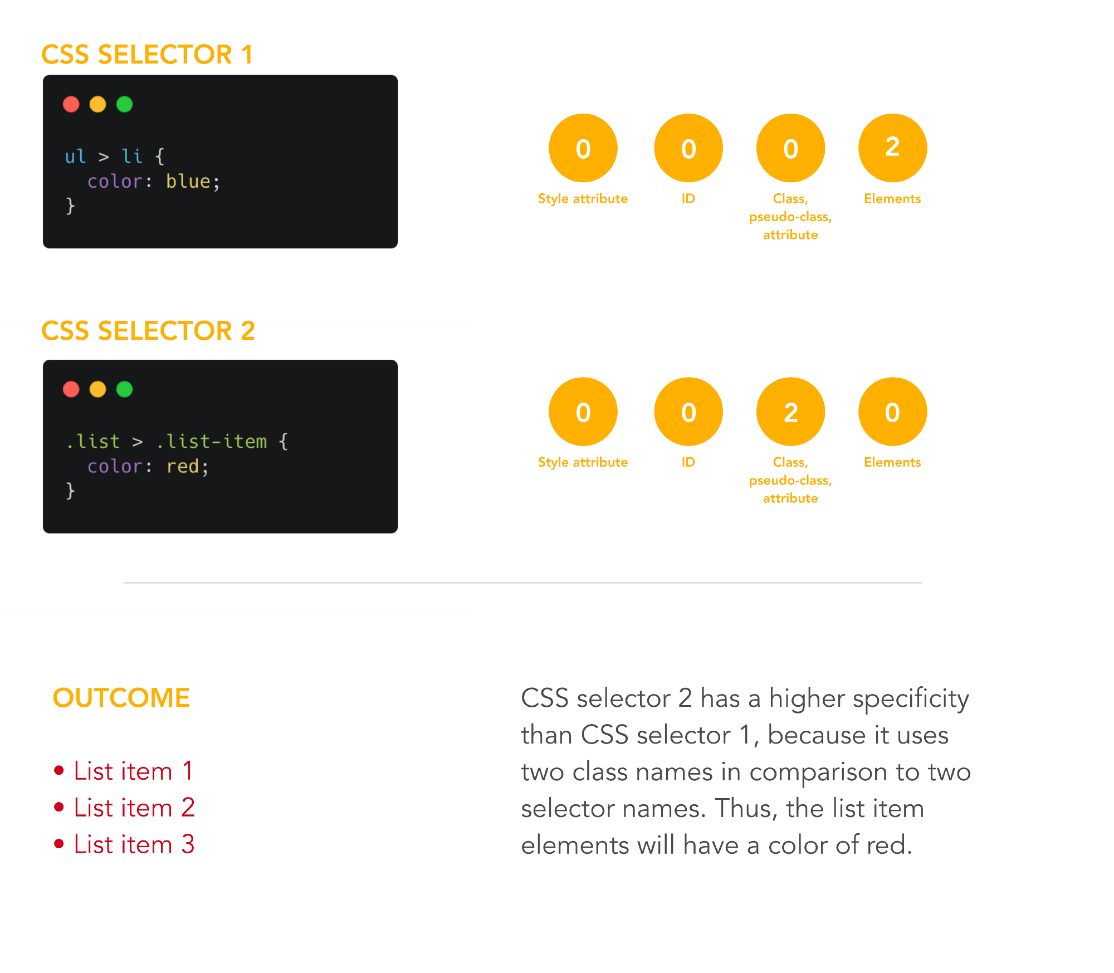 CSS SELECTOR 1
ul > li {
  color: blue;
}
0 0 0 2
Style attribute ID Class, Elements
pseudo-class,
attribute
CSS SELECTOR 2
.list > .list-item {
  color: red;
}
0 0 2 0
Style attribute ID Class, Elements
pseudo-class,
attribute
OUTCOME
• List item 1
• List item 2
• List item 3
CSS selector 2 has a higher specificity
than CSS selector 1, because it uses
two class names in comparison to two
selector names. Thus, the list item
elements will have a color of red.